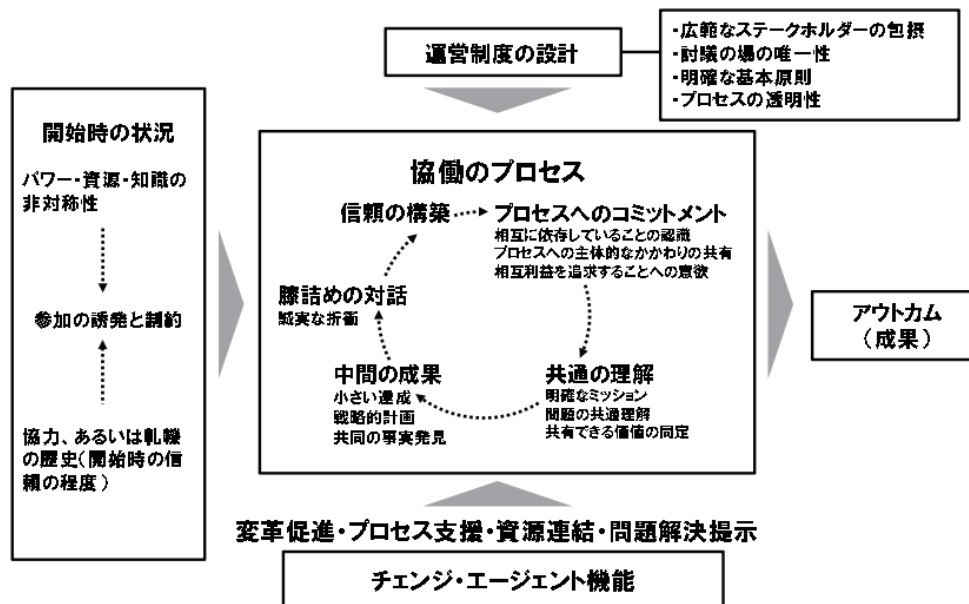 運営制度の設計
・広範なステークホルダーの包摂
・討議の場の唯一性
・明確な基本原則
・プロセスの透明性
開始時の状況
パワー・資源・知識の
非対称性
参加の誘発と制約
協力、あるいは軋轢
の歴史(開始時の信
頼の程度)
協働のプロセス
信頼の構築
プロセスへのコミットメント
相互に依存していることの認識
プロセスへの主体的なかかわりの共有
相互利益を追求することへの意欲
膝詰めの対話
誠実な折衝
中間の成果
小さい達成
戦略的計画
共同の事実発見
共通の理解
明確なミッション
問題の共通理解
共有できる価値の同定
アウトカム
(成果)
変革促進・プロセス支援・資源連結・問題解決提示
チェンジ・エージェント機能